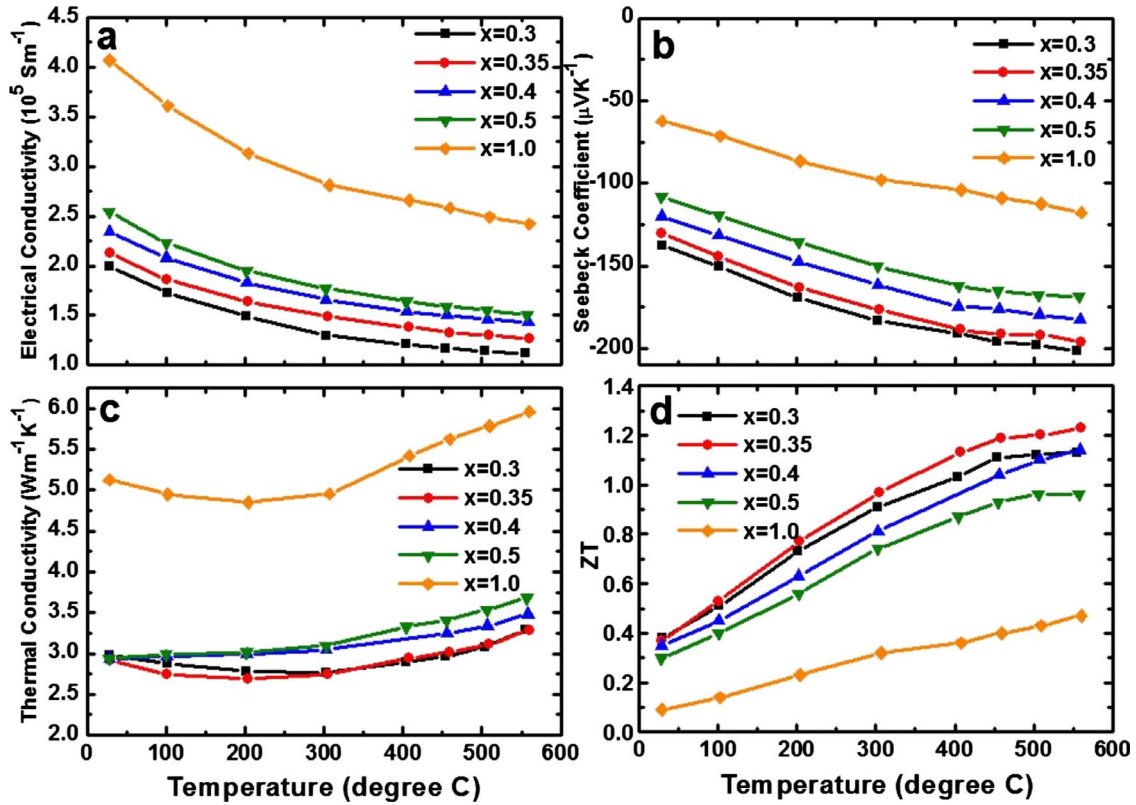 a
Electrical Conductivity (10⁵ Sm⁻¹)
4.5
4.0
3.5
3.0
2.5
2.0
1.5
1.0
x=0.3
x=0.35
x=0.4
x=0.5
x=1.0
b
Seebeck Coefficient (µVK⁻¹)
0
-50
-100
-150
-200
x=0.3
x=0.35
x=0.4
x=0.5
x=1.0
c
Thermal Conductivity (Wm⁻¹K⁻¹)
6.0
5.5
5.0
4.5
4.0
3.5
3.0
2.5
2.0
x=0.3
x=0.35
x=0.4
x=0.5
x=1.0
0 100 200 300 400 500 600
Temperature (degree C)
d
ZT
1.4
1.2
1.0
0.8
0.6
0.4
0.2
0.0
x=0.3
x=0.35
x=0.4
x=0.5
x=1.0
0 100 200 300 400 500 600
Temperature (degree C)